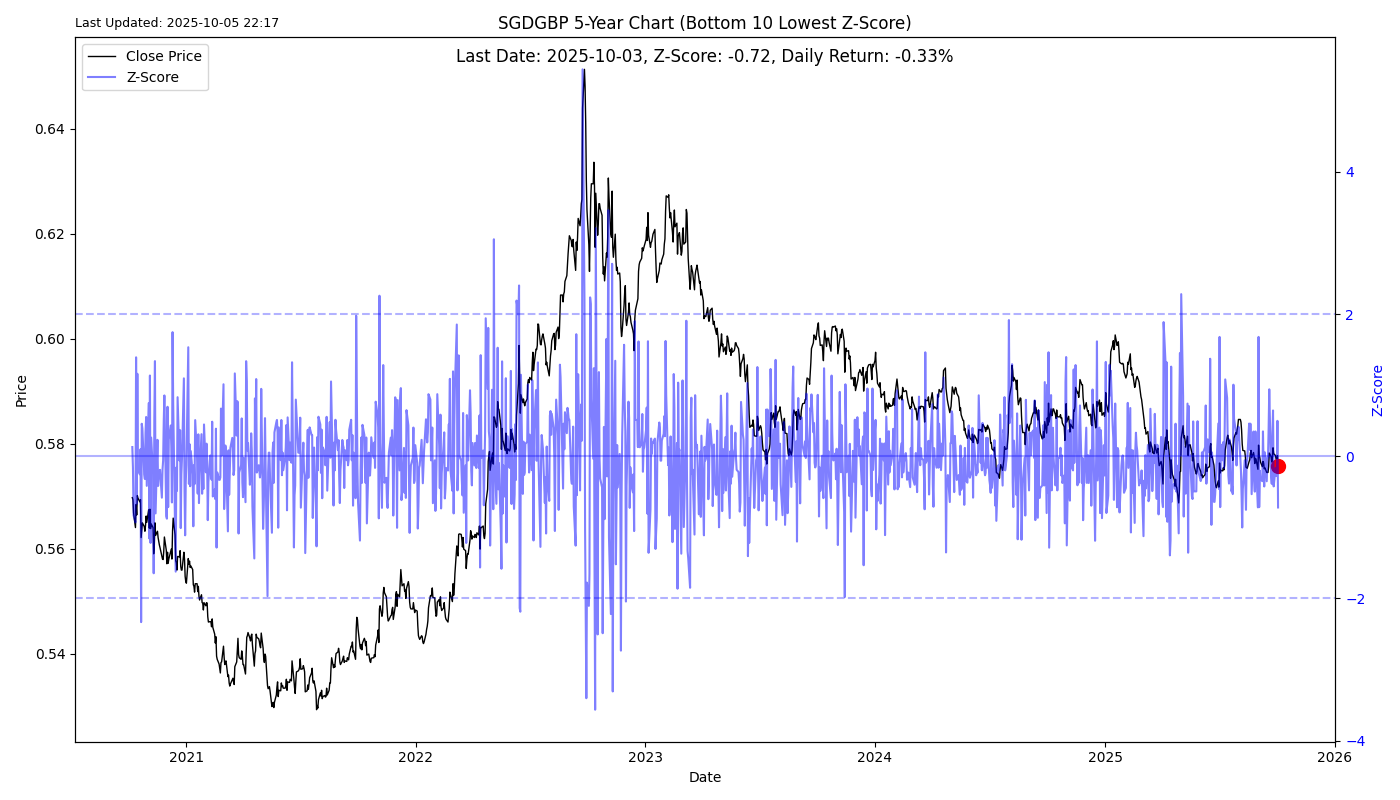 Last Updated: 2025-10-05 22:17
SGDGBP 5-Year Chart (Bottom 10 Lowest Z-Score)
Last Date: 2025-10-03, Z-Score: -0.72, Daily Return: -0.33%
Close Price
Z-Score
0.64
0.62
0.60
0.58
0.56
0.54
Price
4
2
0
−2
−4
Z-Score
2021
2022
2023
2024
2025
2026
Date